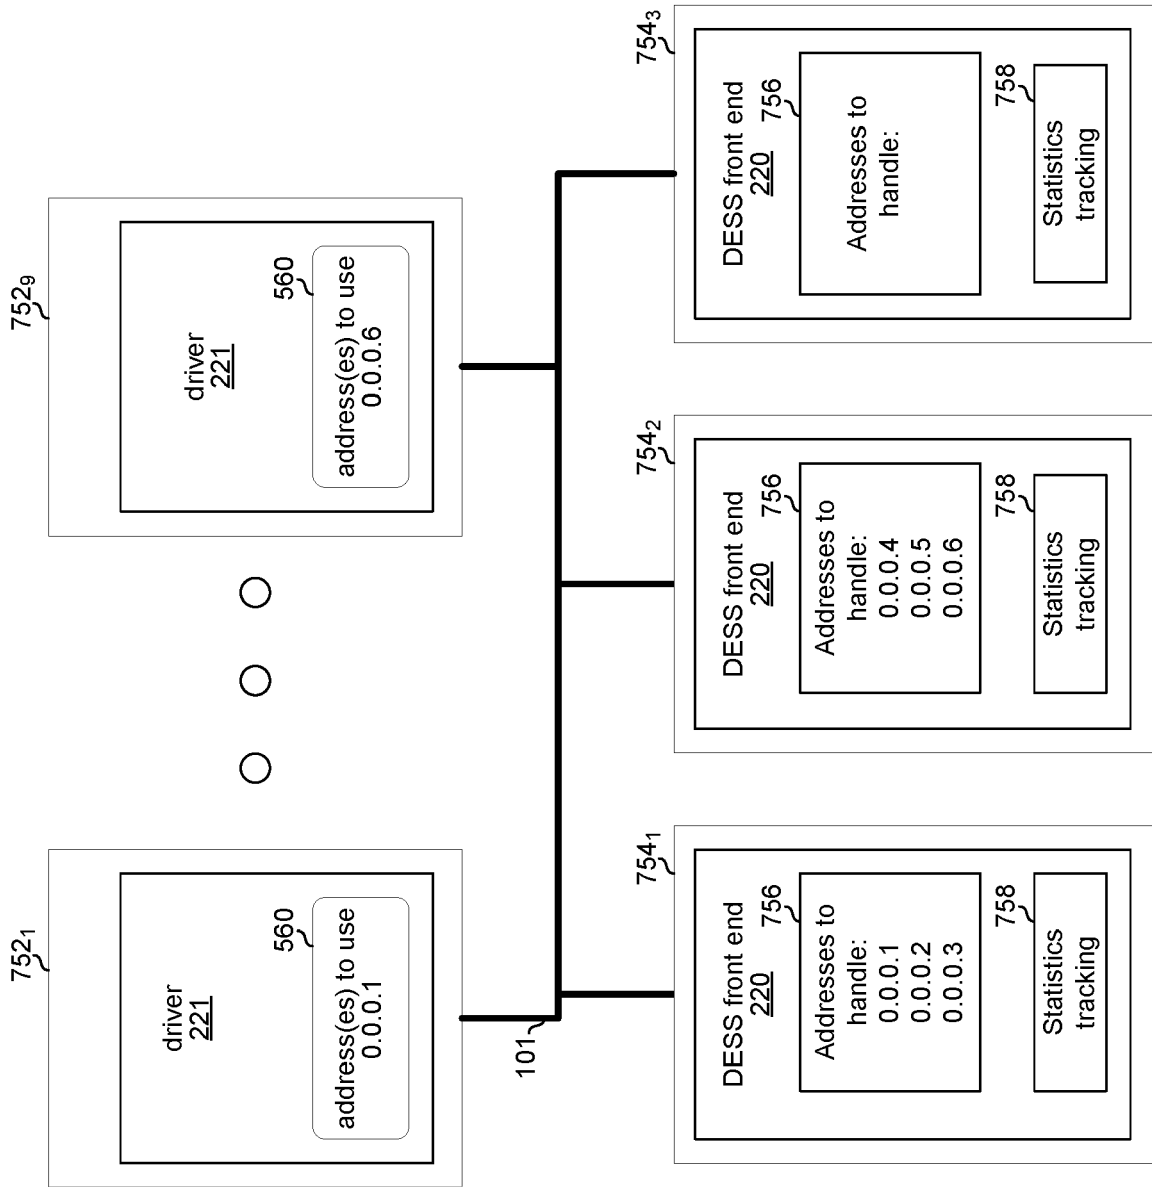 752₁
driver
221
560
address(es) to use
0.0.0.1
752₉
driver
221
560
address(es) to use
0.0.0.6
101
754₁
DESS front end
220
756
Addresses to
handle:
0.0.0.1
0.0.0.2
0.0.0.3
758
Statistics
tracking
754₂
DESS front end
220
756
Addresses to
handle:
0.0.0.4
0.0.0.5
0.0.0.6
758
Statistics
tracking
754₃
DESS front end
220
756
Addresses to
handle:
758
Statistics
tracking